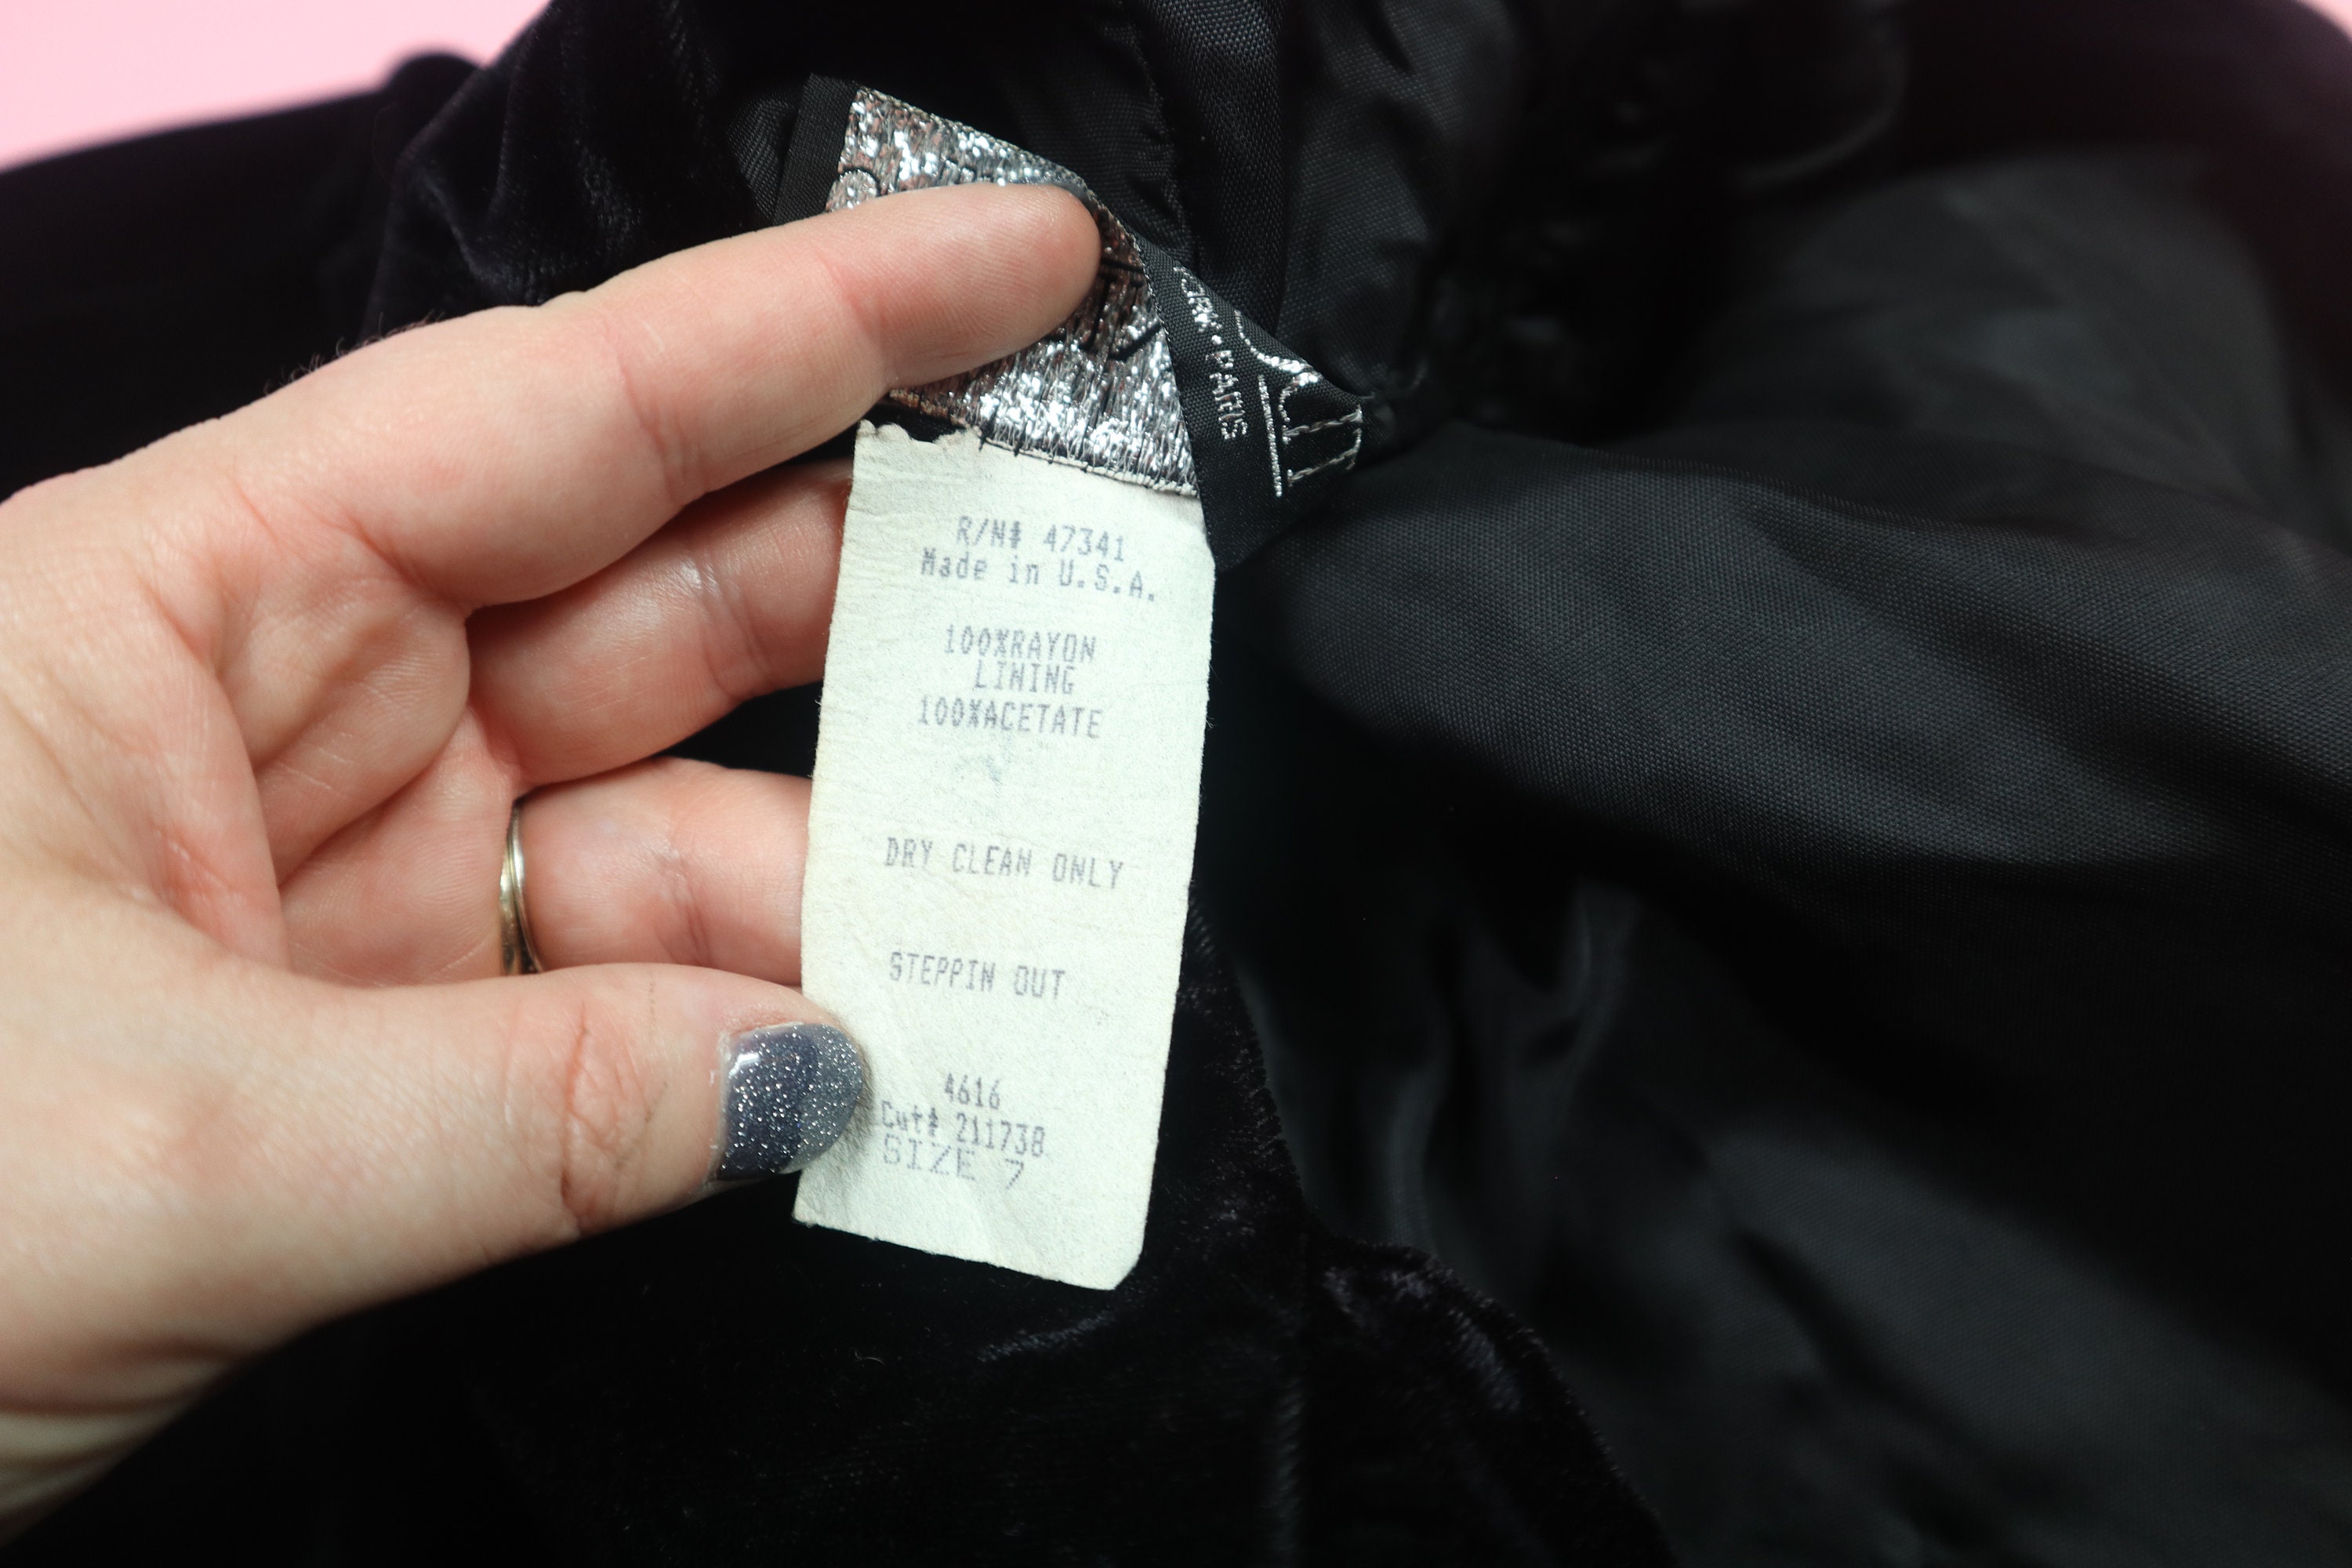 PARIS
R/N# 47341
Made in U.S.A.
100%RAYON
LINING
100%ACETATE
DRY CLEAN ONLY
STEPPIN OUT
4616
Cut# 211738
SIZE 7